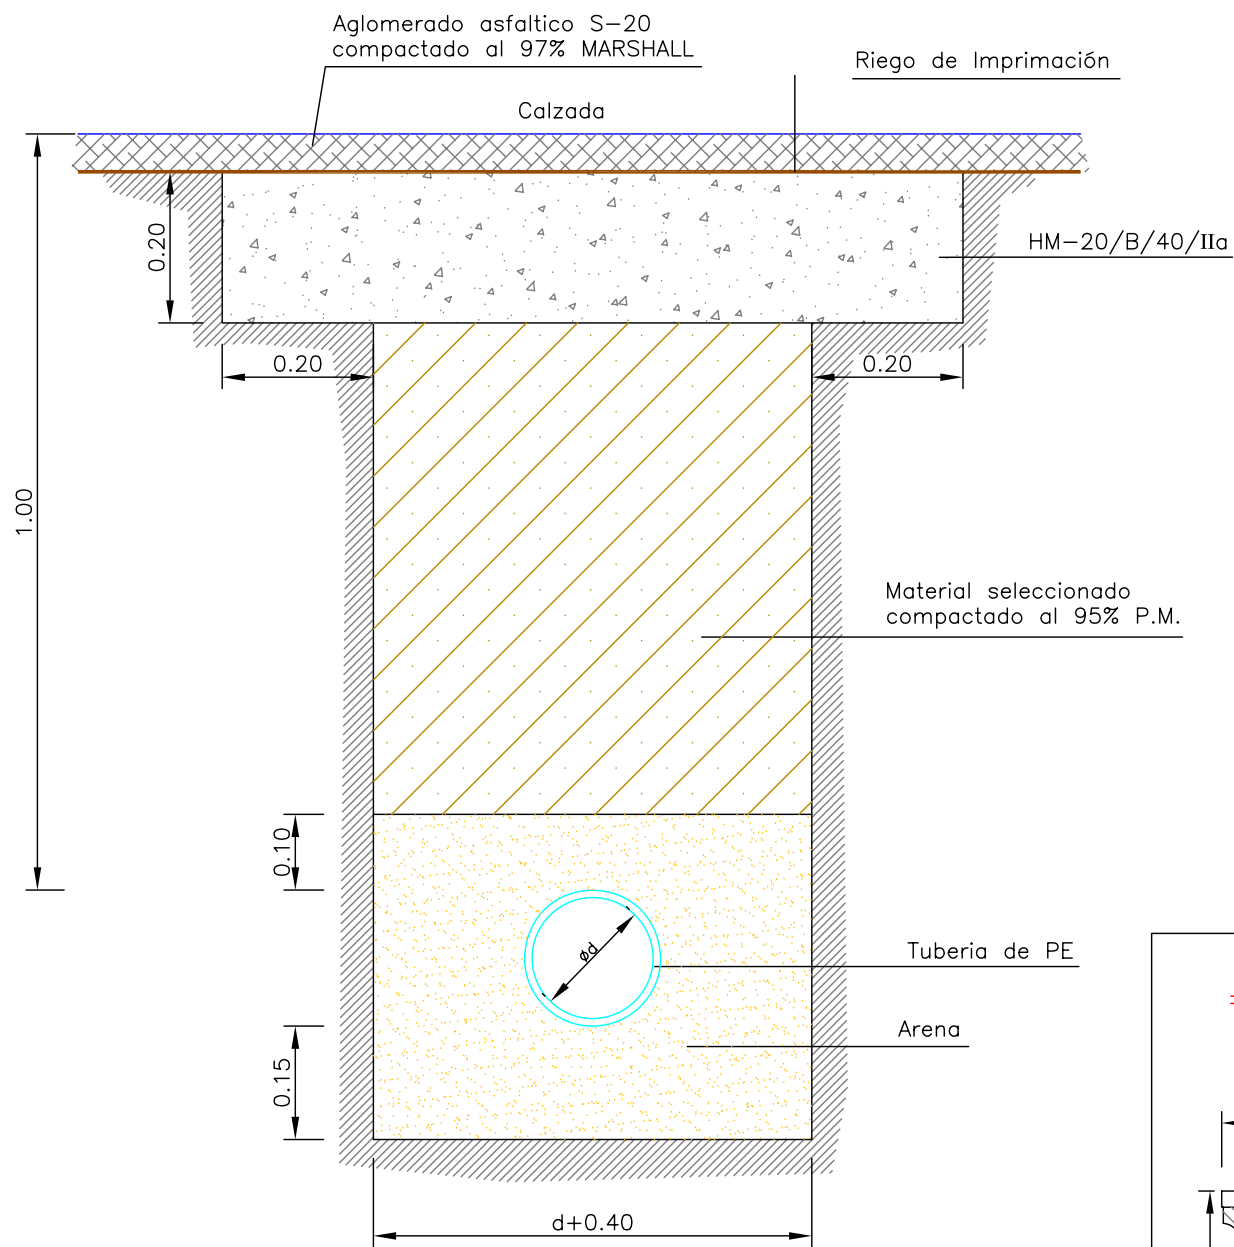 Aglomerado asfaltico S-20
compactado al 97% MARSHALL
Riego de Imprimación
Calzada
0.20
HM-20/B/40/IIa
0.20
0.20
1.00
Material seleccionado
compactado al 95% P.M.
0.10
ød
Tuberia de PE
Arena
0.15
d+0.40